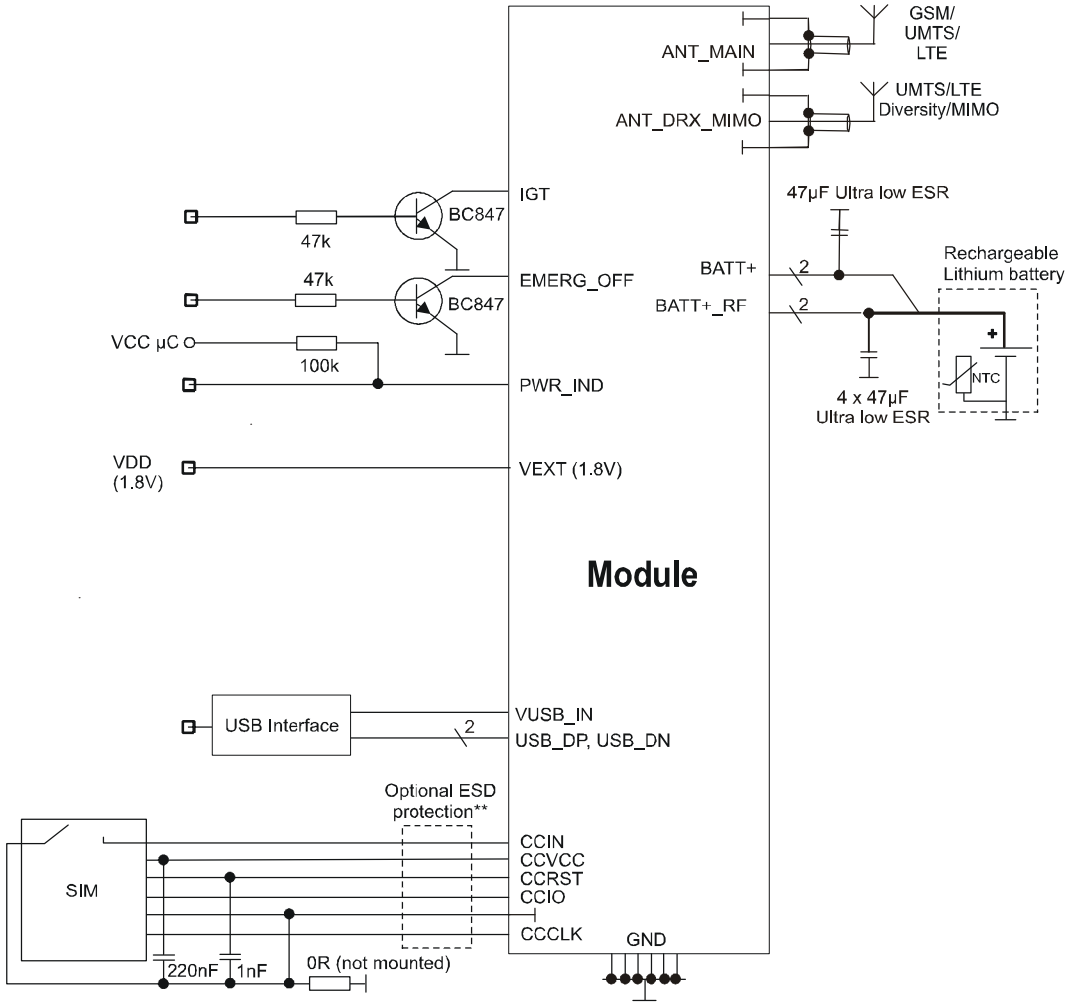 GSM/
UMTS/
LTE
ANT_MAIN
UMTS/LTE
Diversity/MIMO
ANT_DRX_MIMO
47µF Ultra low ESR
IGT
BC847
47k
Rechargeable
Lithium battery
BATT+
2
EMERG_OFF
47k
BC847
BATT+_RF
2
VCC µC
100k
+
NTC
PWR_IND
4 x 47µF
Ultra low ESR
VDD
(1.8V)
VEXT (1.8V)
Module
USB Interface
VUSB_IN
2
USB_DP, USB_DN
Optional ESD
protection**
CCIN
CCVCC
CCRST
SIM
CCIO
CCCLK
GND
220nF
1nF
0R (not mounted)